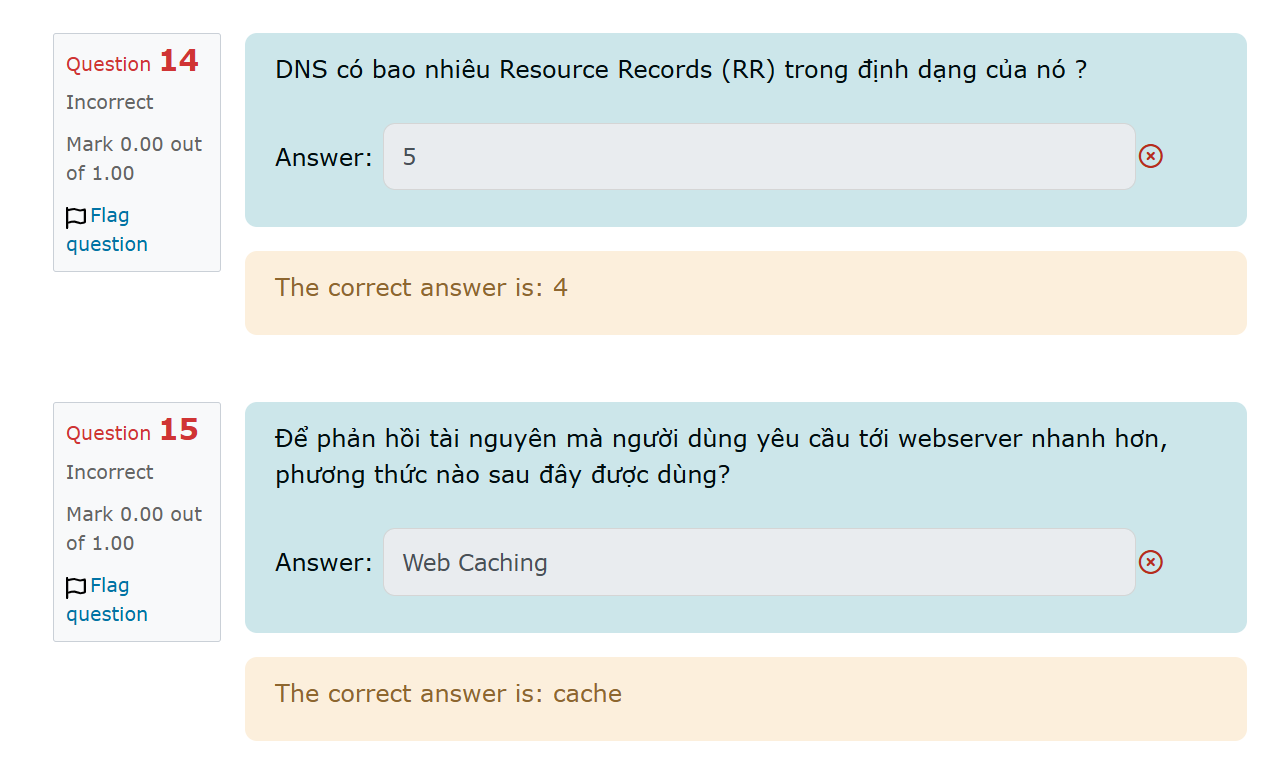 Question 14
Incorrect
Mark 0.00 out
of 1.00
Flag
question
DNS có bao nhiêu Resource Records (RR) trong định dạng của nó ?
Answer: 5
The correct answer is: 4
Question 15
Incorrect
Mark 0.00 out
of 1.00
Flag
question
Để phản hồi tài nguyên mà người dùng yêu cầu tới webserver nhanh hơn,
phương thức nào sau đây được dùng?
Answer: Web Caching
The correct answer is: cache